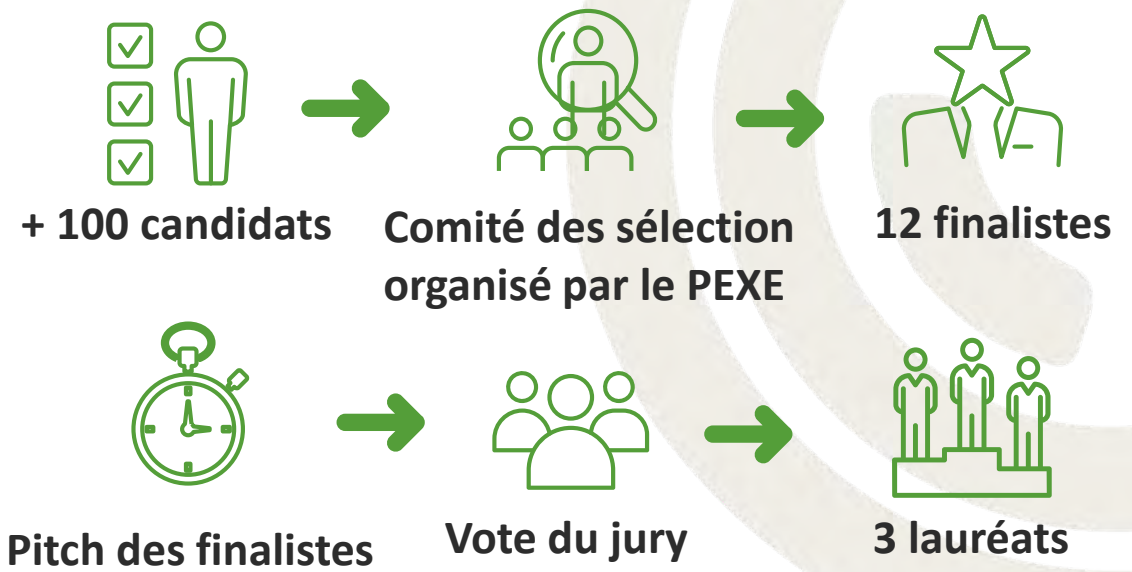 + 100 candidats
Comité des sélection
organisé par le PEXE
12 finalistes
Pitch des finalistes
Vote du jury
3 lauréats